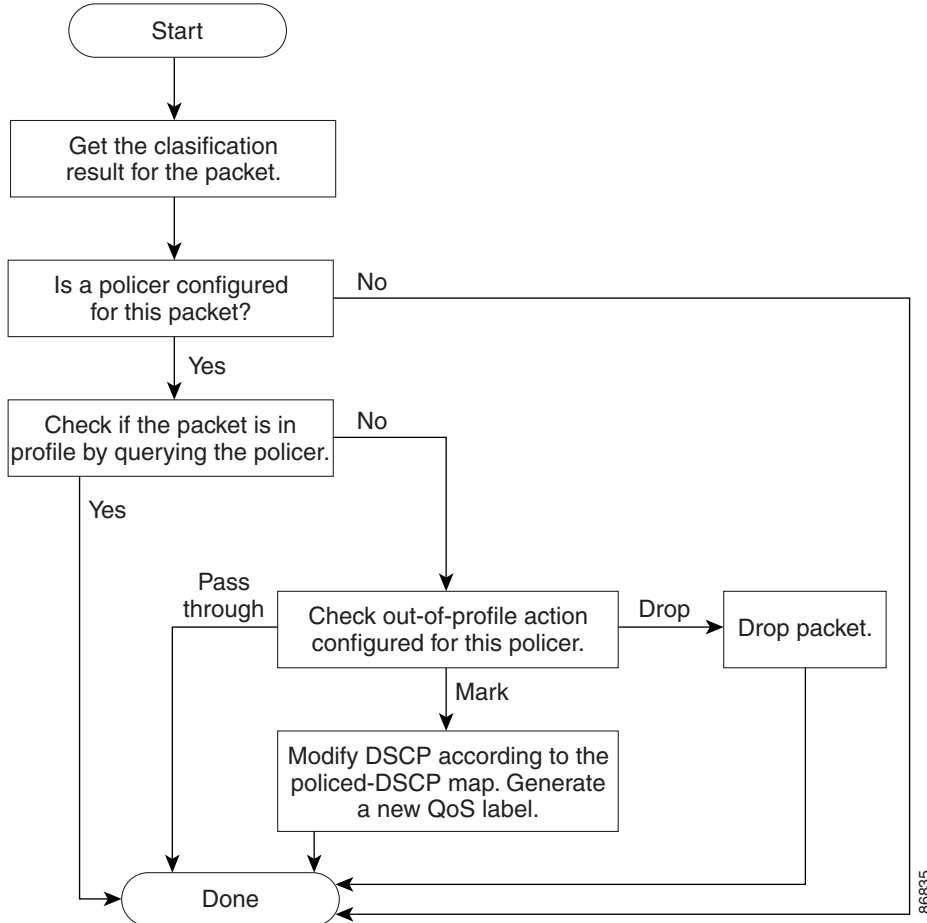 Start
Get the clasification
result for the packet.
Is a policer configured
for this packet?
No
Yes
Check if the packet is in
profile by querying the policer.
No
Yes
Pass
through
Check out-of-profile action
configured for this policer.
Drop
Drop packet.
Mark
Modify DSCP according to the
policed-DSCP map. Generate
a new QoS label.
Done
86835